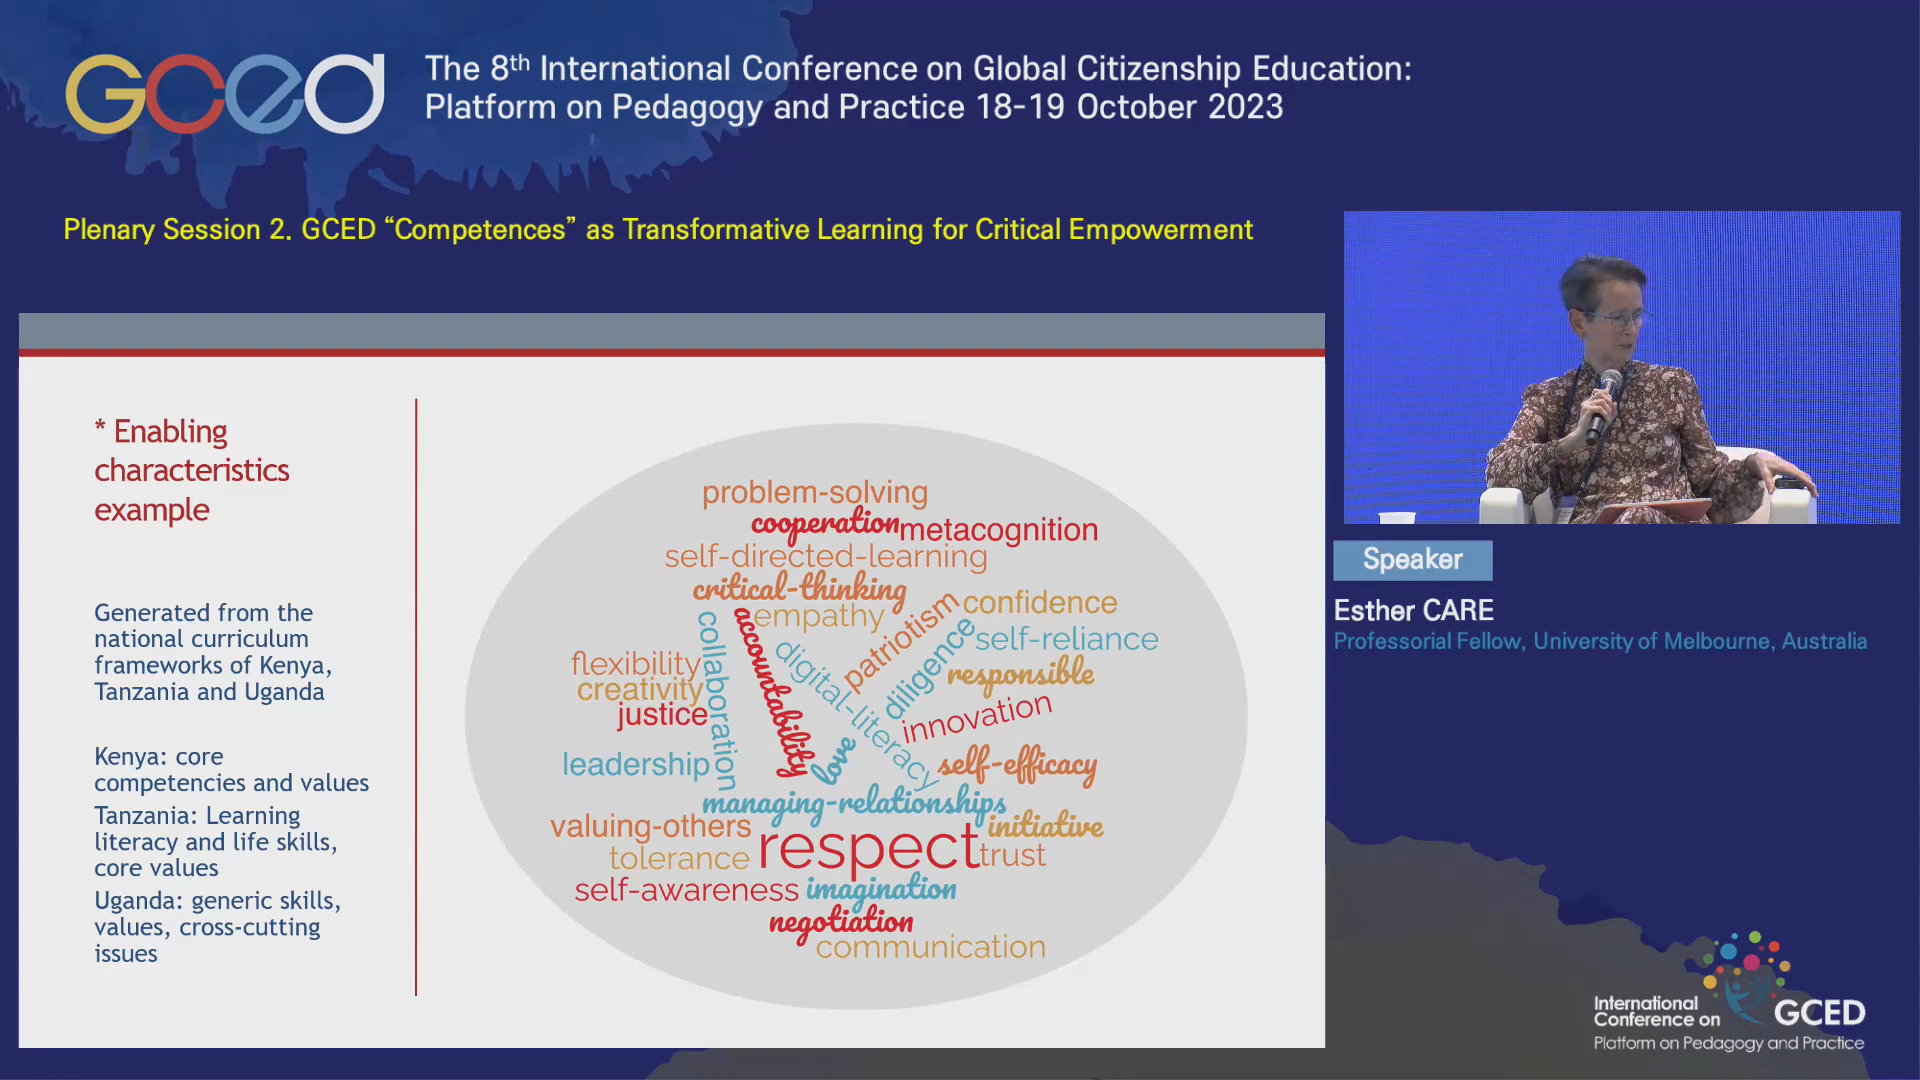 GCED
The 8th International Conference on Global Citizenship Education:
Platform on Pedagogy and Practice 18-19 October 2023
Plenary Session 2. GCED “Competences” as Transformative Learning for Critical Empowerment
* Enabling
characteristics
example
Generated from the
national curriculum
frameworks of Kenya,
Tanzania and Uganda
Kenya: core
competencies and values
Tanzania: Learning
literacy and life skills,
core values
Uganda: generic skills,
values, cross-cutting
issues
problem-solving
cooperation
metacognition
self-directed-learning
critical-thinking
empathy
confidence
patriotism
collaboration
accountability
digital-literacy
diligence
self-reliance
flexibility
responsible
creativity
justice
innovation
leadership
love
self-efficacy
managing-relationships
valuing-others
respect
initiative
tolerance
trust
self-awareness
imagination
negotiation
communication
Speaker
Esther CARE
Professorial Fellow, University of Melbourne, Australia
International
Conference on
GCED
Platform on Pedagogy and Practice